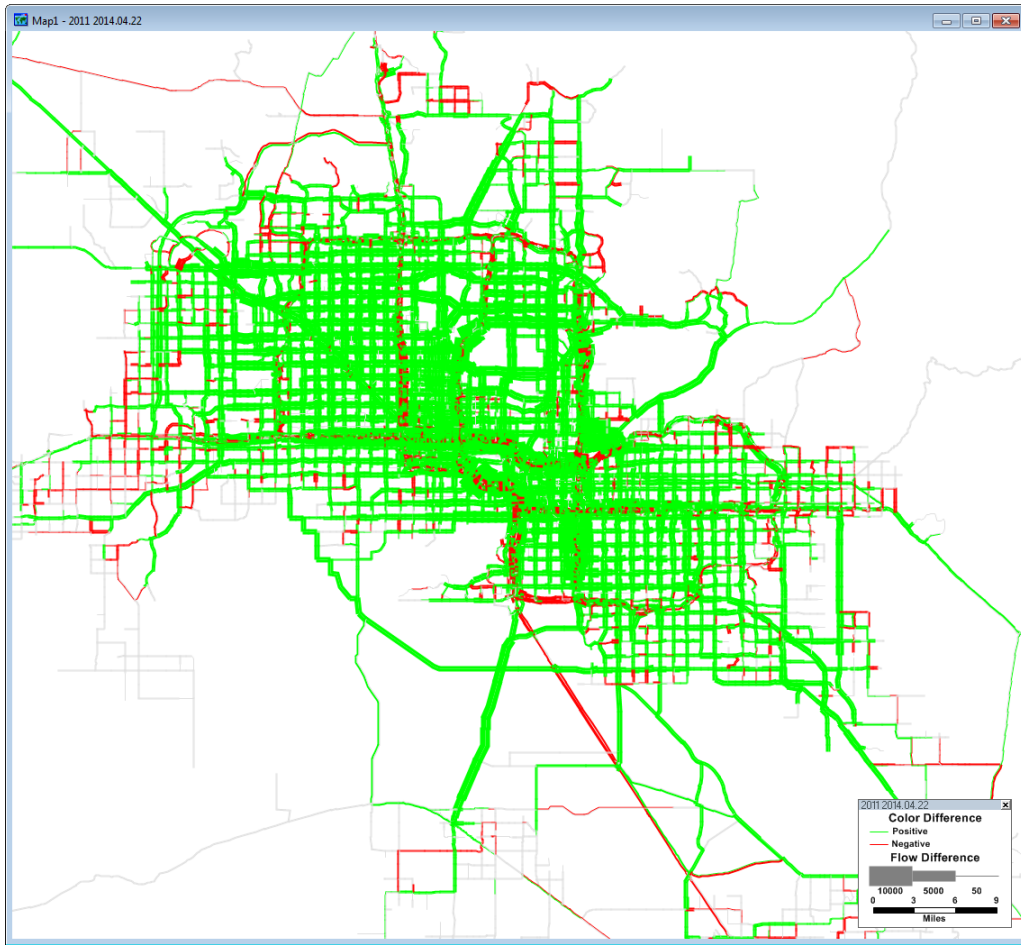 Map1 - 2011 2014.04.22
2011 2014.04.22
Color Difference
Positive
Negative
Flow Difference
10000 5000 50
0 3 6 9
Miles